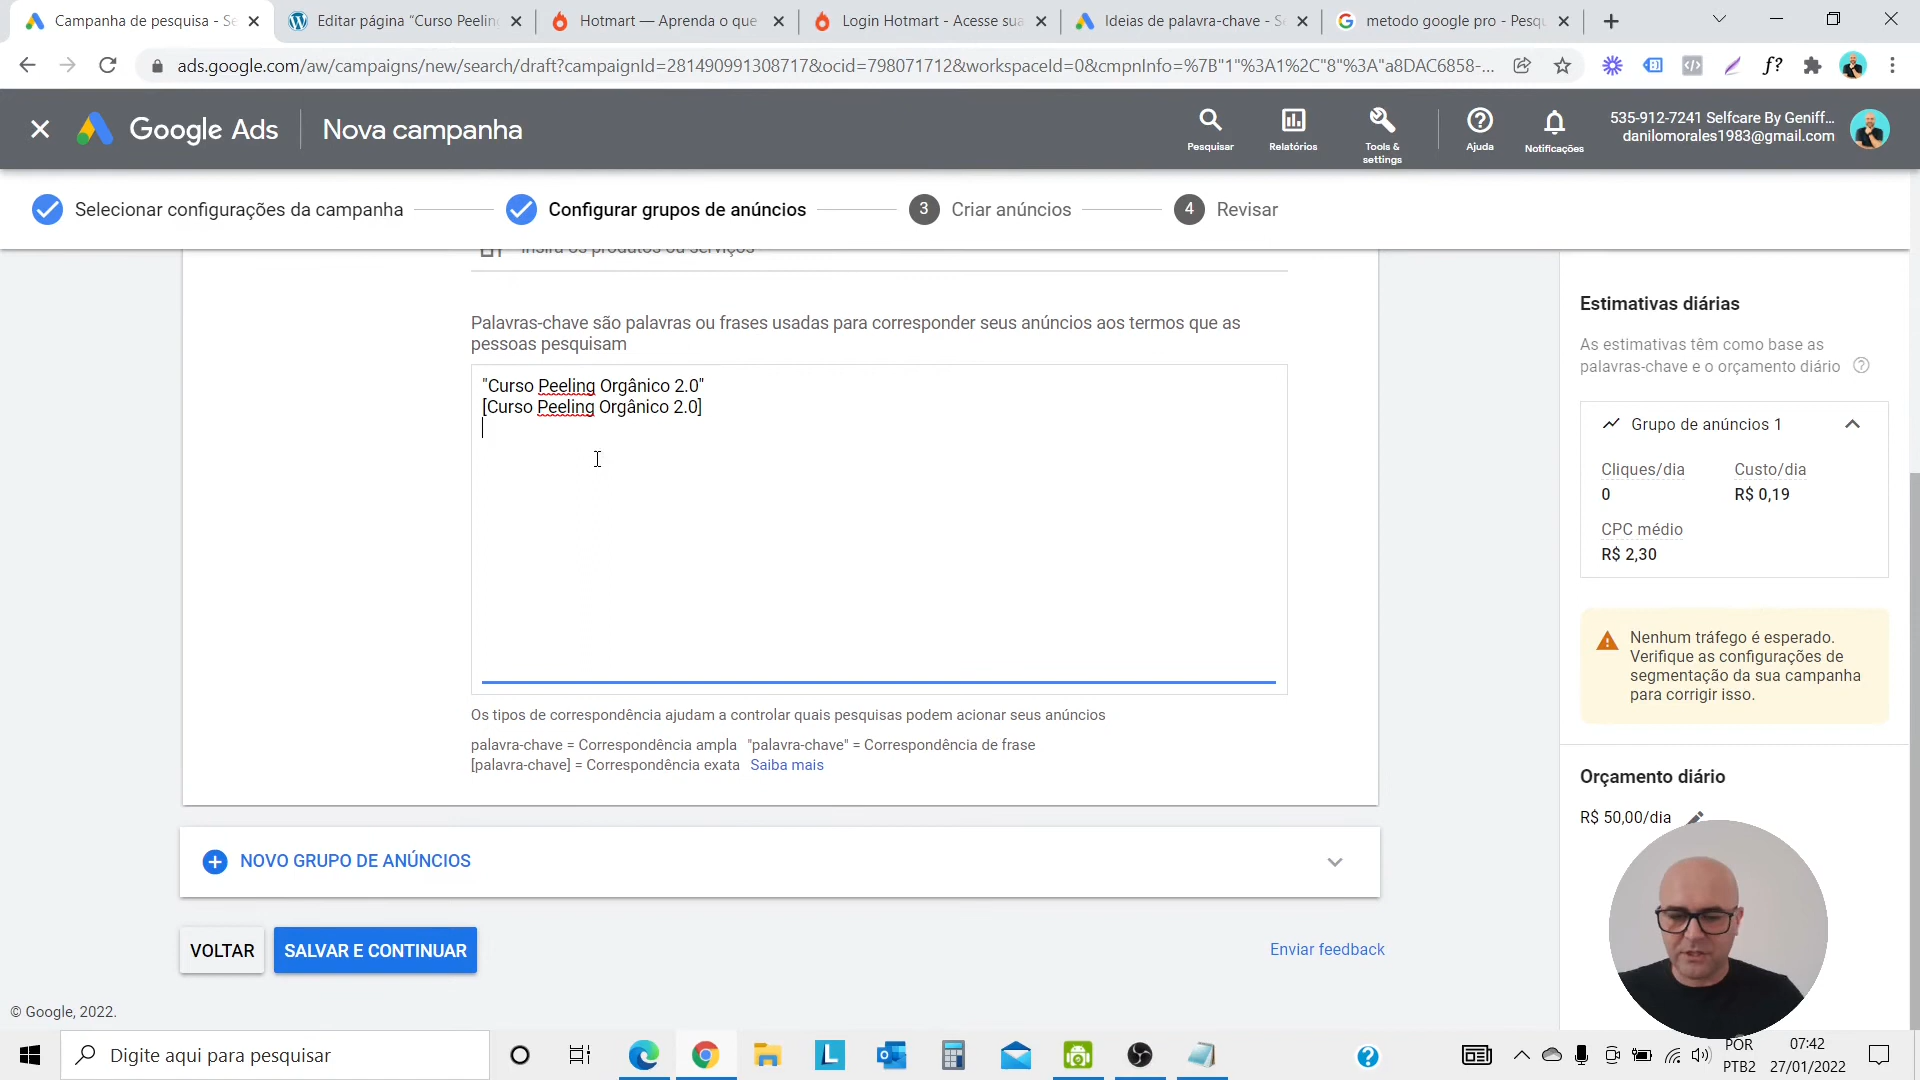 Campanha de pesquisa - Se
Editar página "Curso Peeling
Hotmart — Aprenda o que
Login Hotmart - Acesse sua
Ideias de palavra-chave - Se
metodo google pro - Pesqu
ads.google.com/aw/campaigns/new/search/draft?campaignId=281490991308717&ocid=798071712&workspaceId=0&cmpnInfo=%7B"1"%3A1%2C"8"%3A"a8DAC6858-...
f?
Google Ads
Nova campanha
Pesquisar
Relatórios
Tools &
settings
Ajuda
Notificações
535-912-7241 Selfcare By Geniff...
danilomorales1983@gmail.com
Selecionar configurações da campanha
Configurar grupos de anúncios
3 Criar anúncios
4 Revisar
Insira os produtos ou serviços
Palavras-chave são palavras ou frases usadas para corresponder seus anúncios aos termos que as
pessoas pesquisam
"Curso Peeling Orgânico 2.0"
[Curso Peeling Orgânico 2.0]
Os tipos de correspondência ajudam a controlar quais pesquisas podem acionar seus anúncios
palavra-chave = Correspondência ampla "palavra-chave" = Correspondência de frase
[palavra-chave] = Correspondência exata Saiba mais
NOVO GRUPO DE ANÚNCIOS
VOLTAR
SALVAR E CONTINUAR
Enviar feedback
© Google, 2022.
Estimativas diárias
As estimativas têm como base as
palavras-chave e o orçamento diário
Grupo de anúncios 1
Cliques/dia
Custo/dia
0
R$ 0,19
CPC médio
R$ 2,30
Nenhum tráfego é esperado.
Verifique as configurações de
segmentação da sua campanha
para corrigir isso.
Orçamento diário
R$ 50,00/dia
Digite aqui para pesquisar
L
POR
PTB2
07:42
27/01/2022